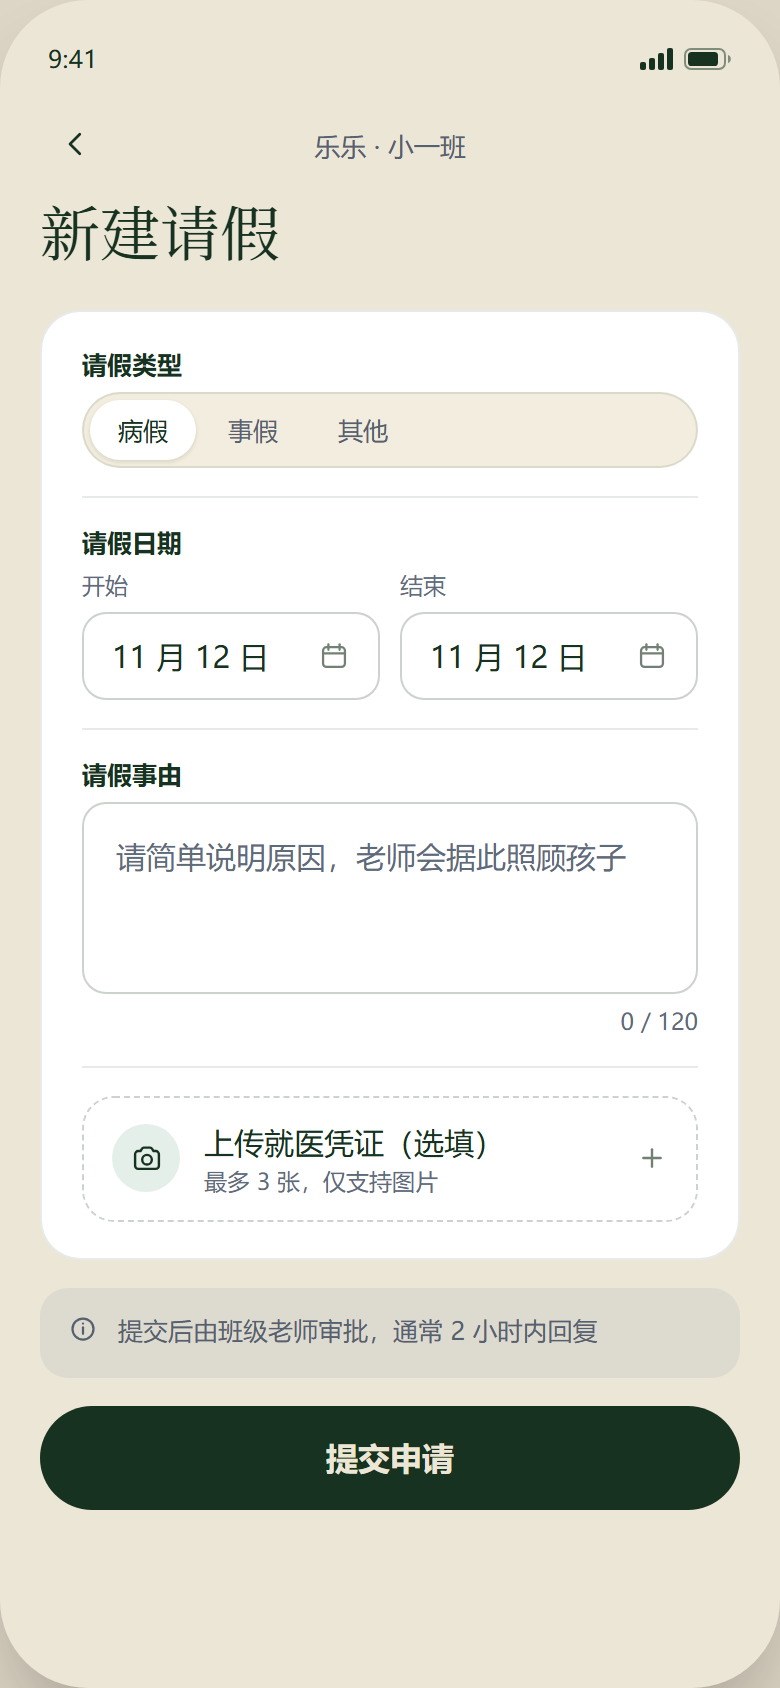 9:41
乐乐 · 小一班
新建请假
请假类型
病假 事假 其他
请假日期
开始 结束
11 月 12 日 11 月 12 日
请假事由
请简单说明原因，老师会据此照顾孩子
0 / 120
上传就医凭证（选填）
最多 3 张，仅支持图片
提交后由班级老师审批，通常 2 小时内回复
提交申请